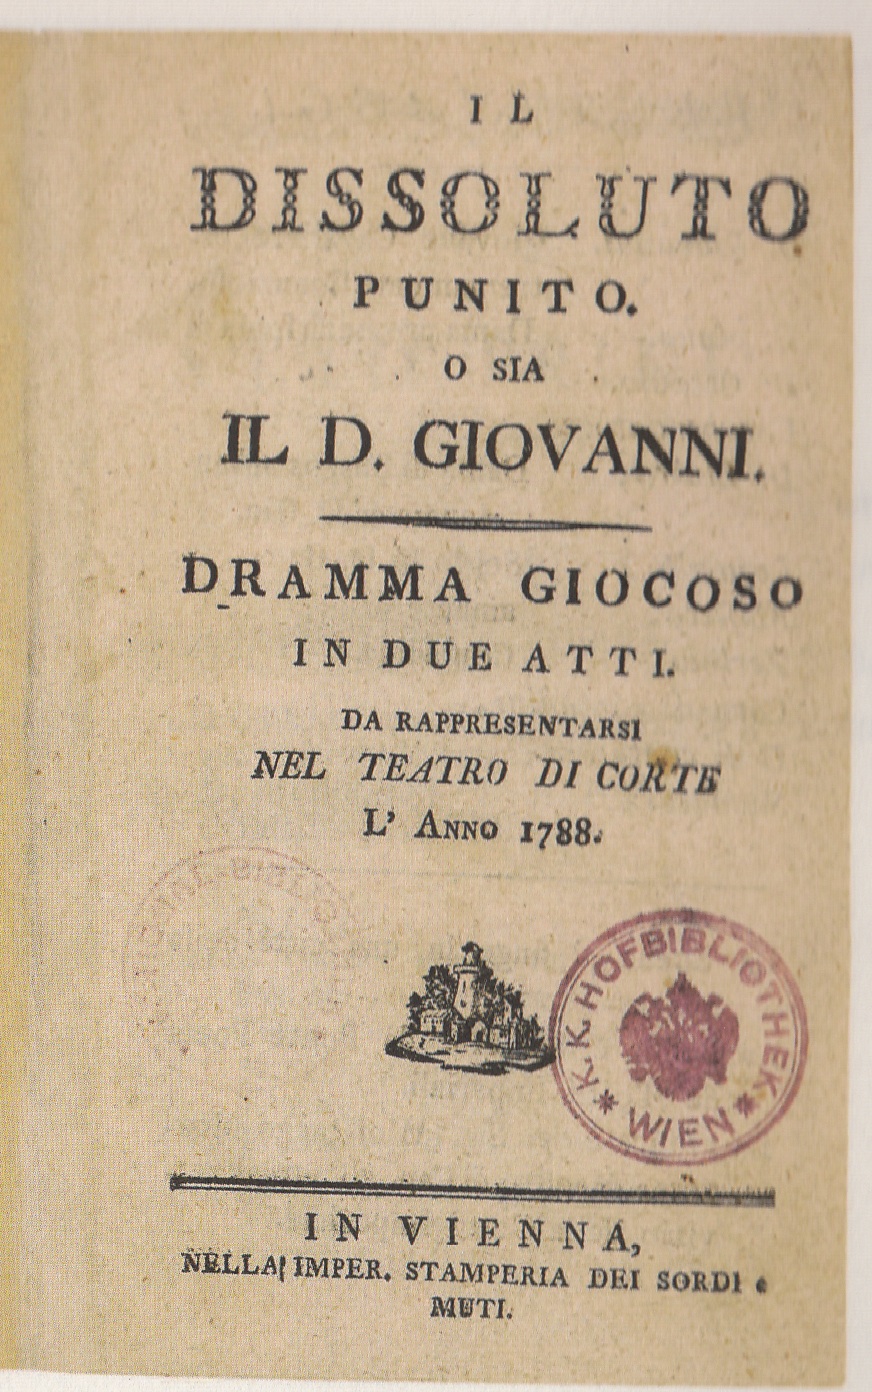 IL
DISSOLUTO
PUNITO.
O SIA
IL D. GIOVANNI.
DRAMMA GIOCOSO
IN DUE ATTI.
DA RAPPRESENTARSI
NEL TEATRO DI CORTE
L' ANNO 1788.
K. K. HOFBIBLIOTHEK
* WIEN *
IN VIENNA,
NELLA IMPER. STAMPERIA DEI SORDI e
MUTI.